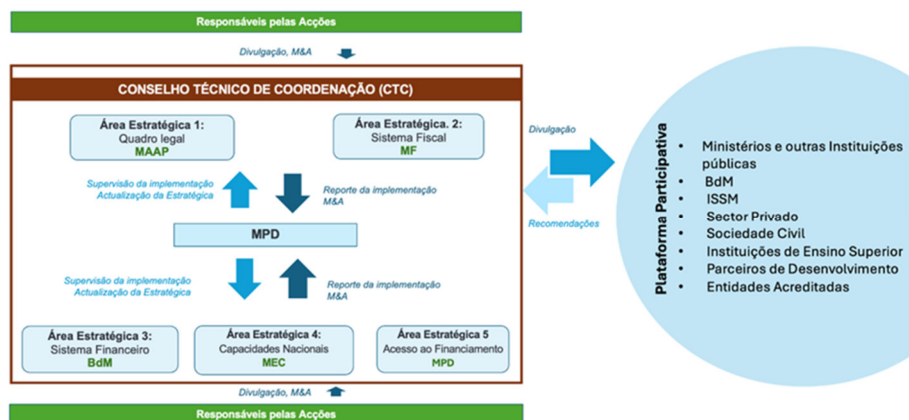 Responsáveis pelas Acções
Divulgação, M&A
CONSELHO TÉCNICO DE COORDENAÇÃO (CTC)
Área Estratégica 1:
Quadro legal
MAAP
Área Estratégica. 2:
Sistema Fiscal
MF
Supervisão da implementação
Actualização da Estratégica
Reporte da implementação
M&A
MPD
Supervisão da implementação
Actualização da Estratégica
Reporte da implementação
M&A
Área Estratégica 3:
Sistema Financeiro
BdM
Área Estratégica 4:
Capacidades Nacionais
MEC
Área Estratégica 5
Acesso ao Financiamento
MPD
Divulgação, M&A
Responsáveis pelas Acções
Divulgação
Recomendações
Plataforma Participativa
• Ministérios e outras Instituições
públicas
• BdM
• ISSM
• Sector Privado
• Sociedade Civil
• Instituições de Ensino Superior
• Parceiros de Desenvolvimento
• Entidades Acreditadas